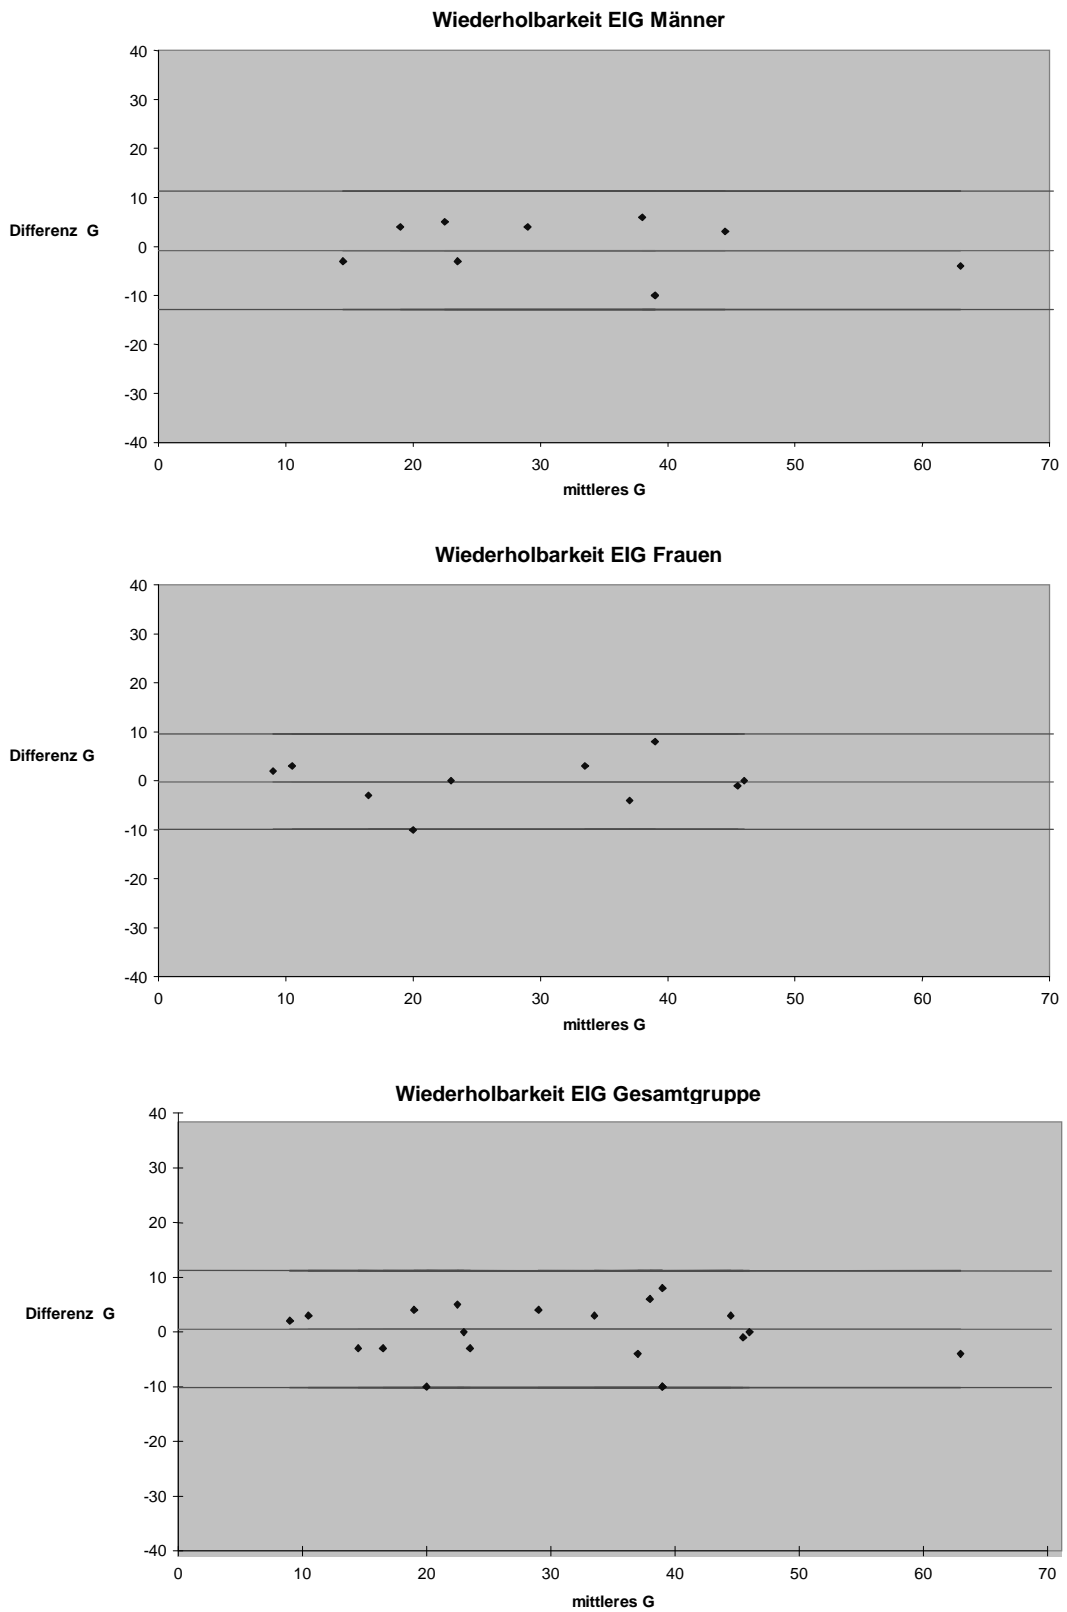 Wiederholbarkeit EIG Männer
40
30
20
10
Differenz G
0
-10
-20
-30
-40
0 10 20 30 40 50 60 70
mittleres G
Wiederholbarkeit EIG Frauen
40
30
20
10
Differenz G
0
-10
-20
-30
-40
0 10 20 30 40 50 60 70
mittleres G
Wiederholbarkeit EIG Gesamtgruppe
40
30
20
10
Differenz G
0
-10
-20
-30
-40
0 10 20 30 40 50 60 70
mittleres G